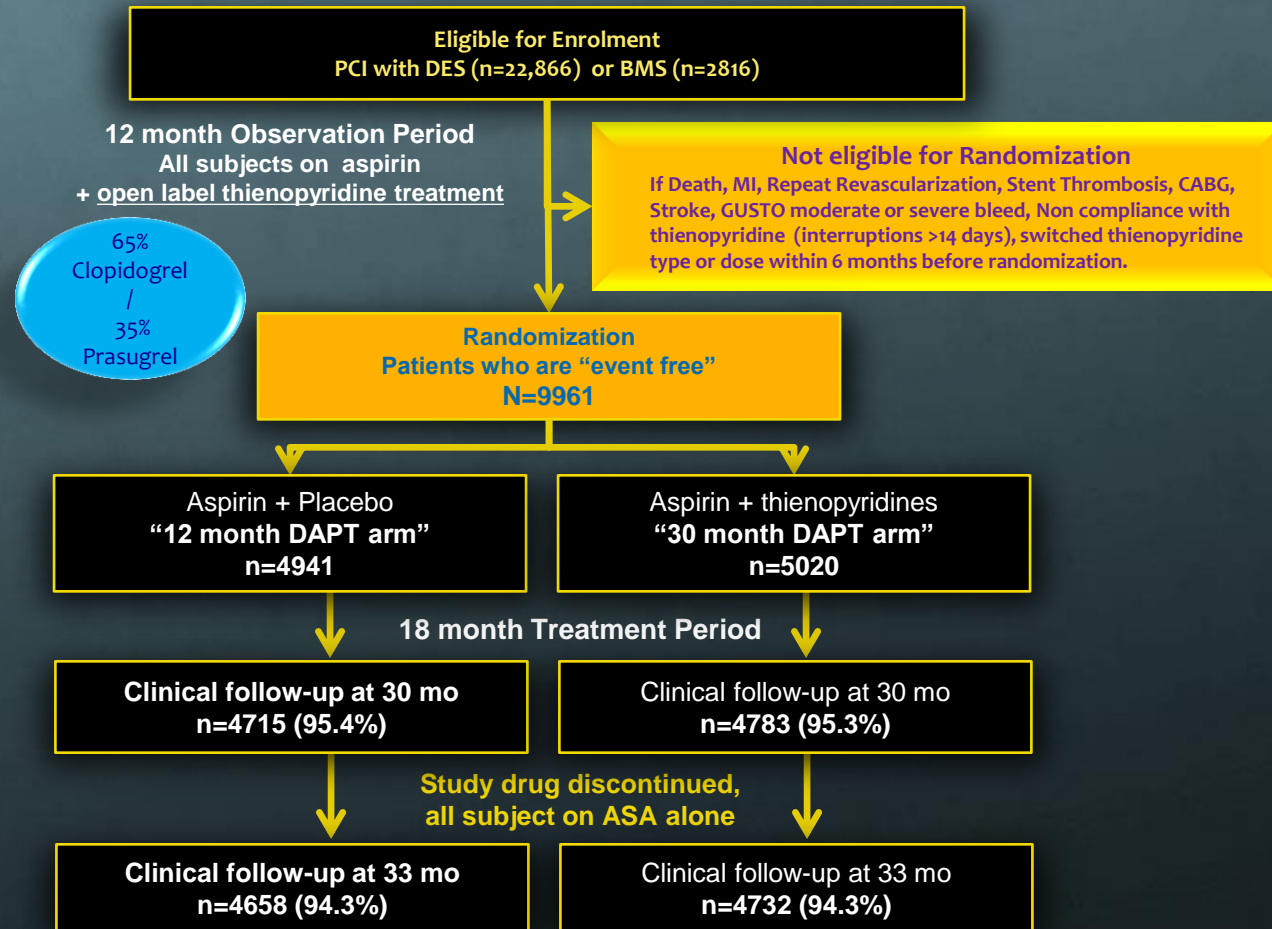 Eligible for Enrolment
PCI with DES (n=22,866) or BMS (n=2816)
12 month Observation Period
All subjects on aspirin
+ open label thienopyridine treatment
Not eligible for Randomization
If Death, MI, Repeat Revascularization, Stent Thrombosis, CABG,
Stroke, GUSTO moderate or severe bleed, Non compliance with
thienopyridine (interruptions >14 days), switched thienopyridine
type or dose within 6 months before randomization.
65%
Clopidogrel
/
35%
Prasugrel
Randomization
Patients who are “event free”
N=9961
Aspirin + Placebo
“12 month DAPT arm”
n=4941
Aspirin + thienopyridines
“30 month DAPT arm”
n=5020
18 month Treatment Period
Clinical follow-up at 30 mo
n=4715 (95.4%)
Clinical follow-up at 30 mo
n=4783 (95.3%)
Study drug discontinued,
all subject on ASA alone
Clinical follow-up at 33 mo
n=4658 (94.3%)
Clinical follow-up at 33 mo
n=4732 (94.3%)